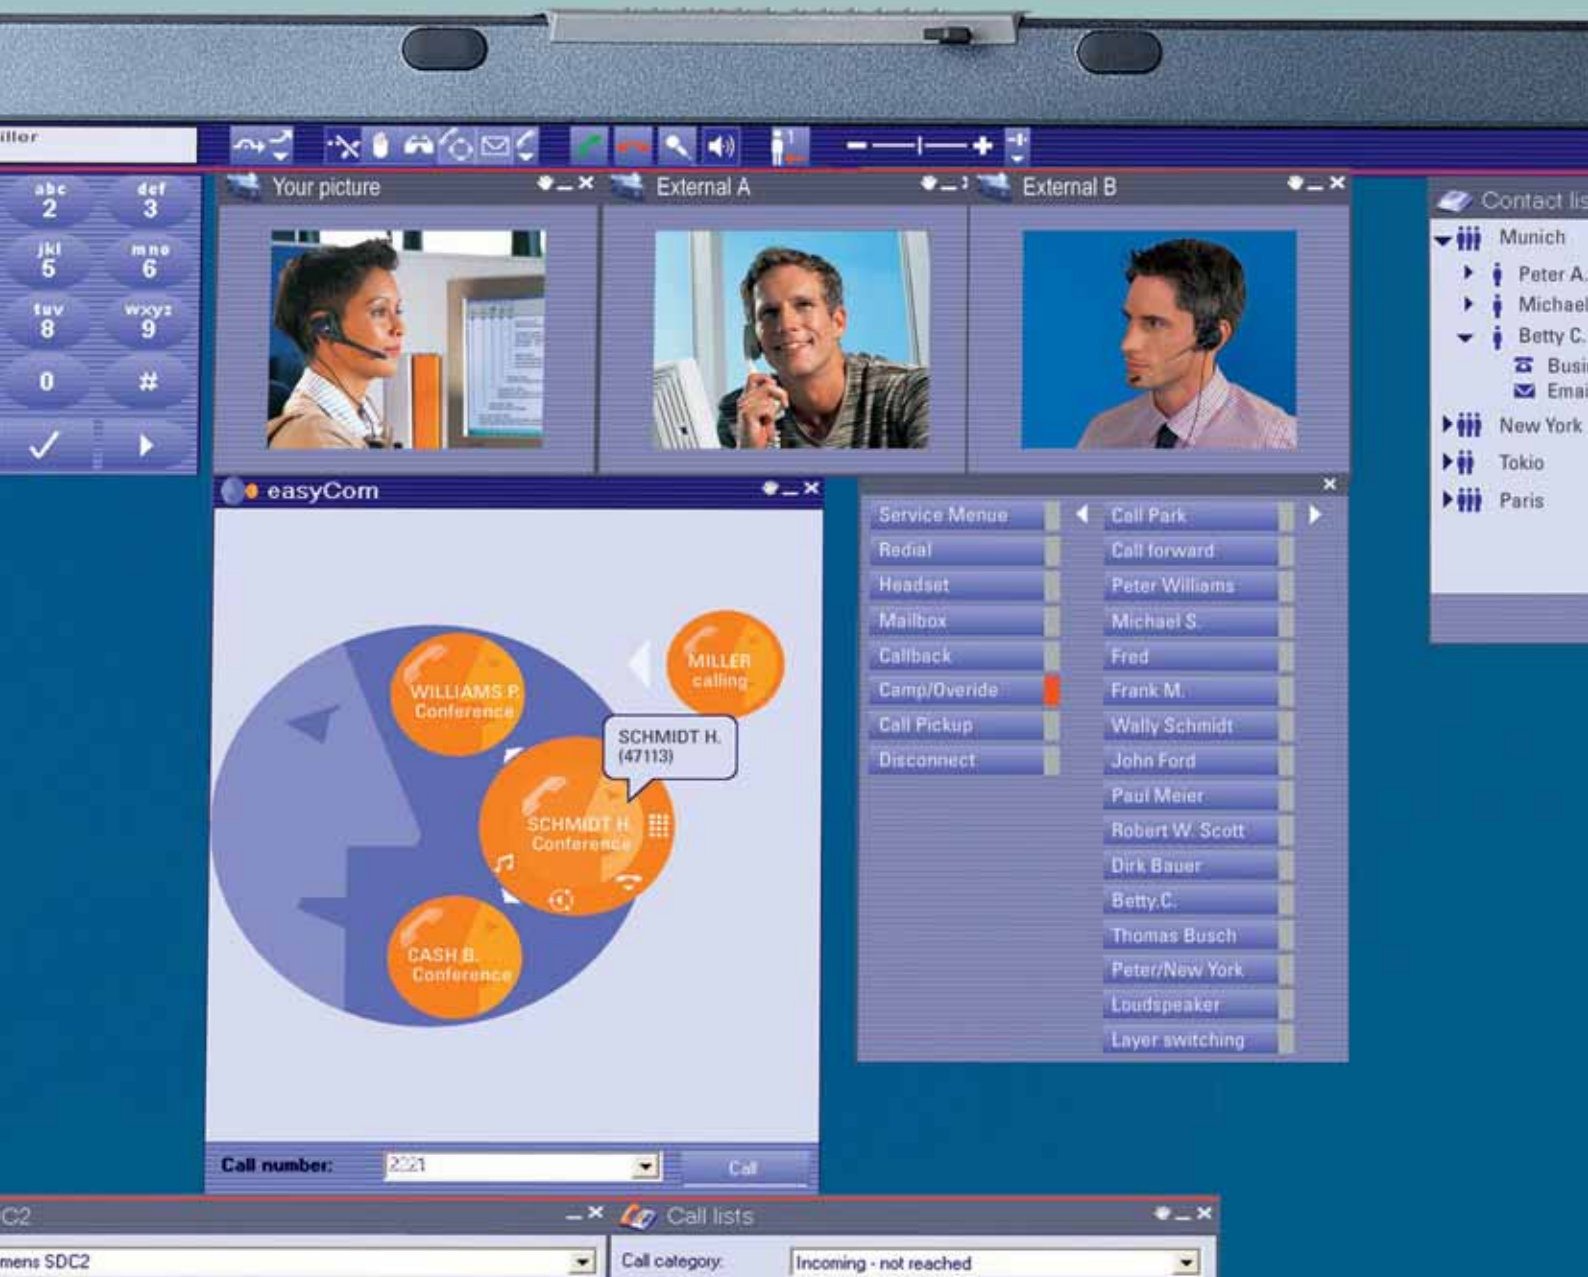 iller
abc def
2 3
jkl mno
5 6
tuv wxyz
8 9
0 #
Your picture
External A
External B
Contact lis
Munich
Peter A.
Michael
Betty C.
Busi
Emai
New York
Tokio
Paris
easyCom
WILLIAMS P.
Conference
MILLER
calling
SCHMIDT H.
(47113)
SCHMIDT H.
Conference
CASH B.
Conference
Call number:
2221
Call
Service Menue
Redial
Headset
Mailbox
Callback
Camp/Overide
Call Pickup
Disconnect
Call Park
Call forward
Peter Williams
Michael S.
Fred
Frank M.
Wally Schmidt
John Ford
Paul Meier
Robert W. Scott
Dirk Bauer
Betty.C.
Thomas Busch
Peter/New York
Loudspeaker
Layer switching
C2
mens SDC2
Call lists
Call category:
Incoming - not reached